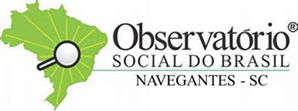 Observatório®
SOCIAL DO BRASIL
NAVEGANTES - SC